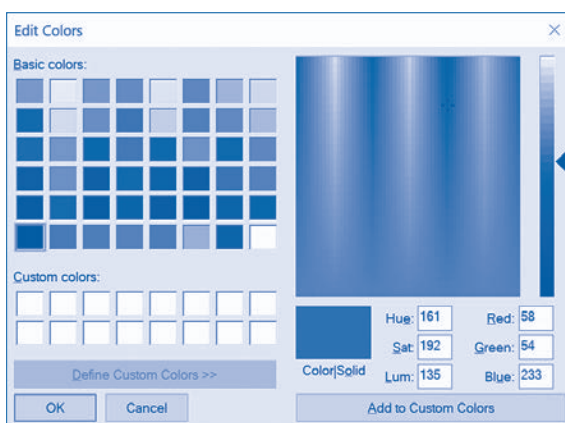 Edit Colors
Basic colors:
Custom colors:
Define Custom Colors >>
OK
Cancel
Color|Solid
Hue: 161
Sat: 192
Lum: 135
Red: 58
Green: 54
Blue: 233
Add to Custom Colors